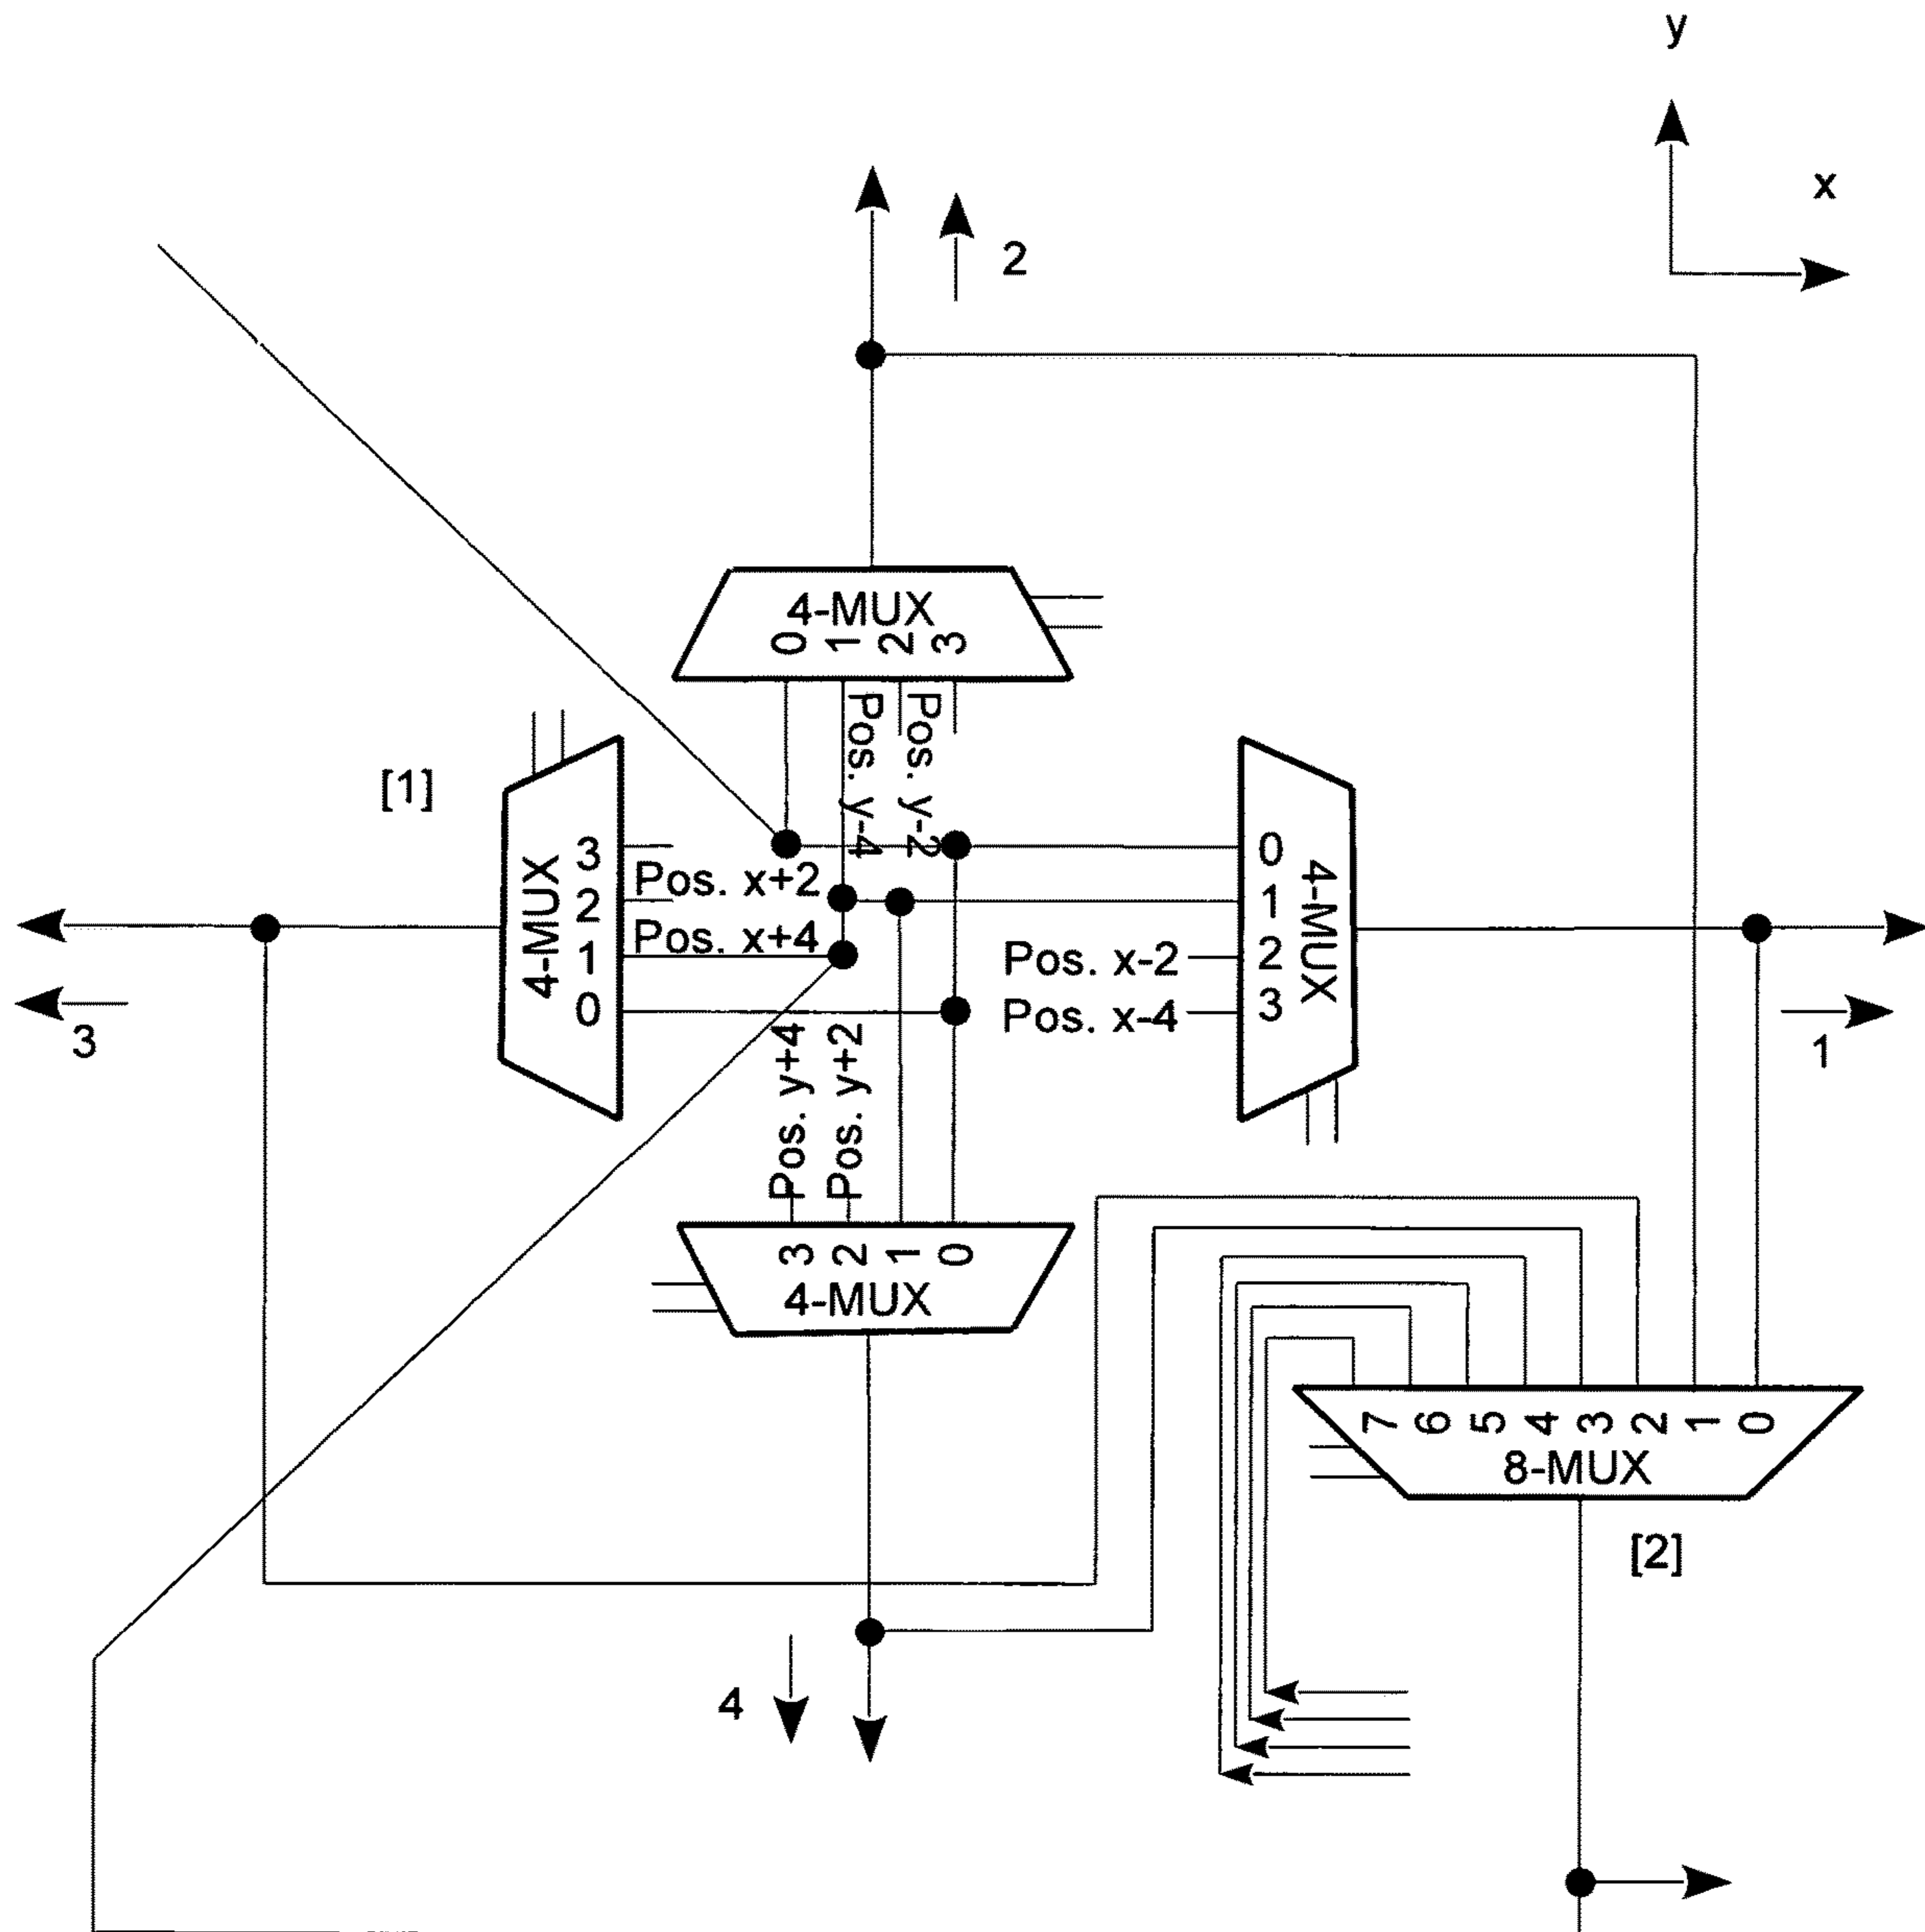 y
x
2
4-MUX
0 1 2 3
Pos. y-4
Pos. y-2
[1]
4-MUX
3
2
1
0
Pos. x+2
Pos. x+4
Pos. x-2
Pos. x-4
0
1
2
3
4-MUX
3
1
Pos. y+4
Pos. y+2
3 2 1 0
4-MUX
7 6 5 4 3 2 1 0
8-MUX
[2]
4